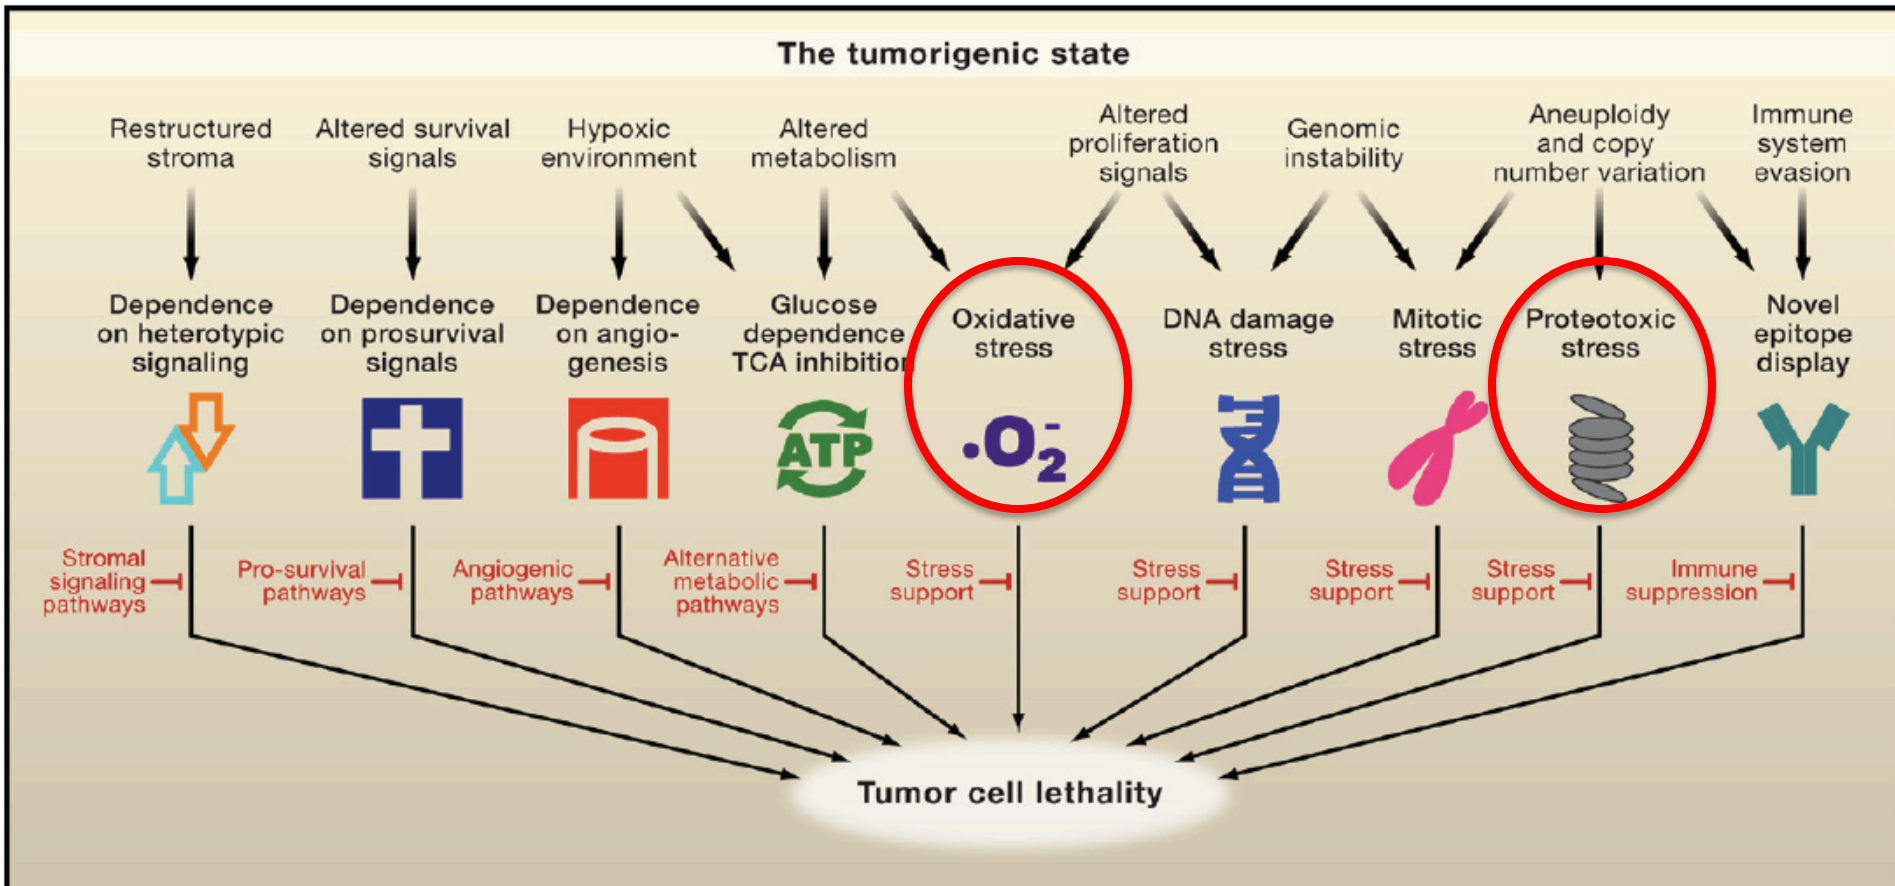 The tumorigenic state
Restructured
stroma
Altered survival
signals
Hypoxic
environment
Altered
metabolism
Altered
proliferation
signals
Genomic
instability
Aneuploidy
and copy
number variation
Immune
system
evasion
Dependence
on heterotypic
signaling
Dependence
on prosurvival
signals
Dependence
on angio-
genesis
Glucose
dependence
TCA inhibition
Oxidative
stress
DNA damage
stress
Mitotic
stress
Proteotoxic
stress
Novel
epitope
display
ATP
•O2-
Stromal
signaling
pathways
Pro-survival
pathways
Angiogenic
pathways
Alternative
metabolic
pathways
Stress
support
Stress
support
Stress
support
Stress
support
Immune
suppression
Tumor cell lethality